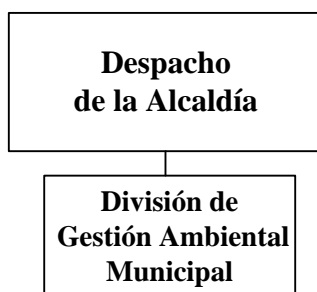 Despacho
de la Alcaldía
División de
Gestión Ambiental
Municipal